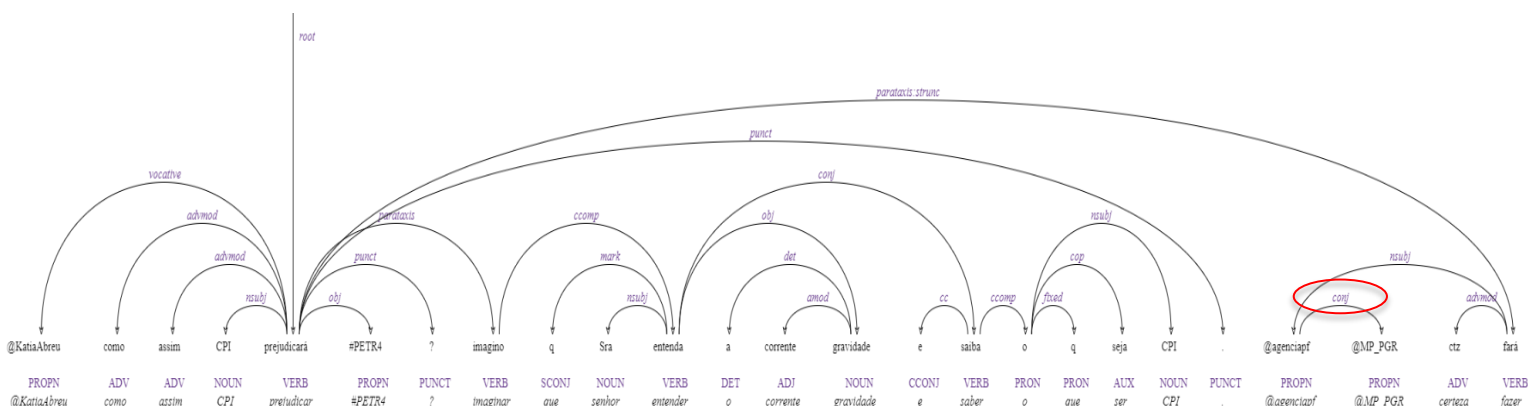 root
parataxis:strunc
punct
vocative conj
advmod parataxis ccomp obj nsubj nsubj
advmod punct mark det cop
nsubj obj nsubj amod cc ccomp fixed conj advmod
@KatiaAbreu como assim CPI prejudicará #PETR4 ? imagino q Sra entenda a corrente gravidade e saiba o q seja CPI . @agenciapf @MP_PGR ctz fará
PROPN ADV ADV NOUN VERB PROPN PUNCT VERB SCONJ NOUN VERB DET ADJ NOUN CCONJ VERB PRON PRON AUX NOUN PUNCT PROPN PROPN ADV VERB
@KatiaAbreu como assim CPI prejudicar #PETR4 ? imaginar que senhor entender o corrente gravidade e saber o que ser CPI . @agenciapf @MP_PGR certeza fazer